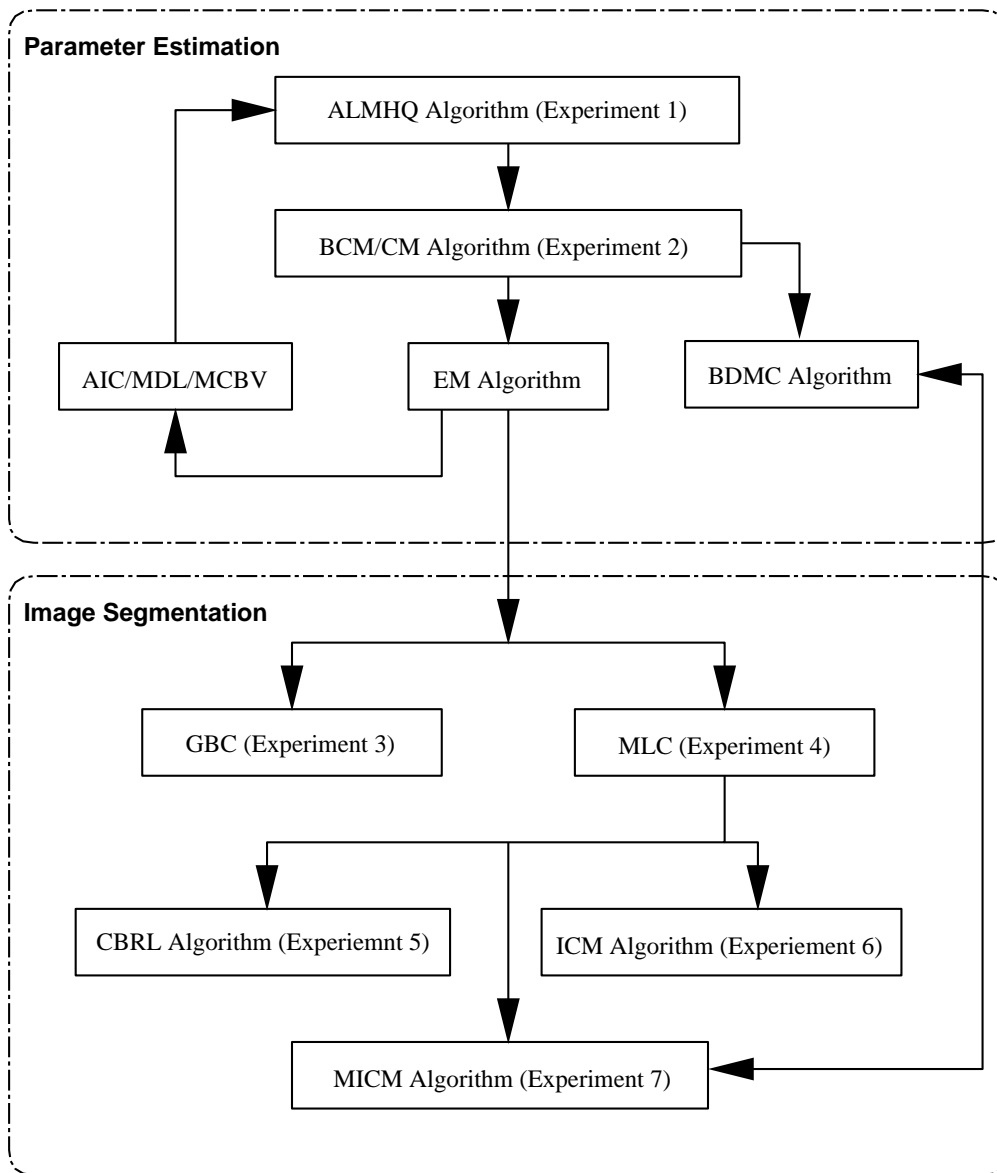 Parameter Estimation
ALMHQ Algorithm (Experiment 1)
BCM/CM Algorithm (Experiment 2)
AIC/MDL/MCBV
EM Algorithm
BDMC Algorithm
Image Segmentation
GBC (Experiment 3)
MLC (Experiment 4)
CBRL Algorithm (Experiemnt 5)
ICM Algorithm (Experiement 6)
MICM Algorithm (Experiment 7)